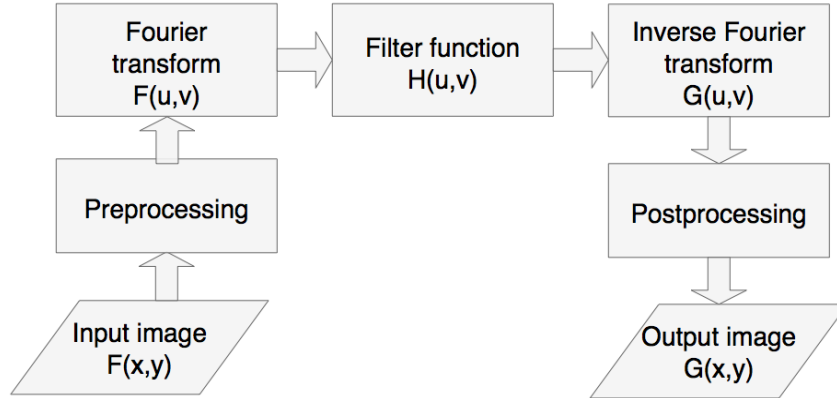 Fourier
transform
F(u,v)
Filter function
H(u,v)
Inverse Fourier
transform
G(u,v)
Preprocessing
Postprocessing
Input image
F(x,y)
Output image
G(x,y)